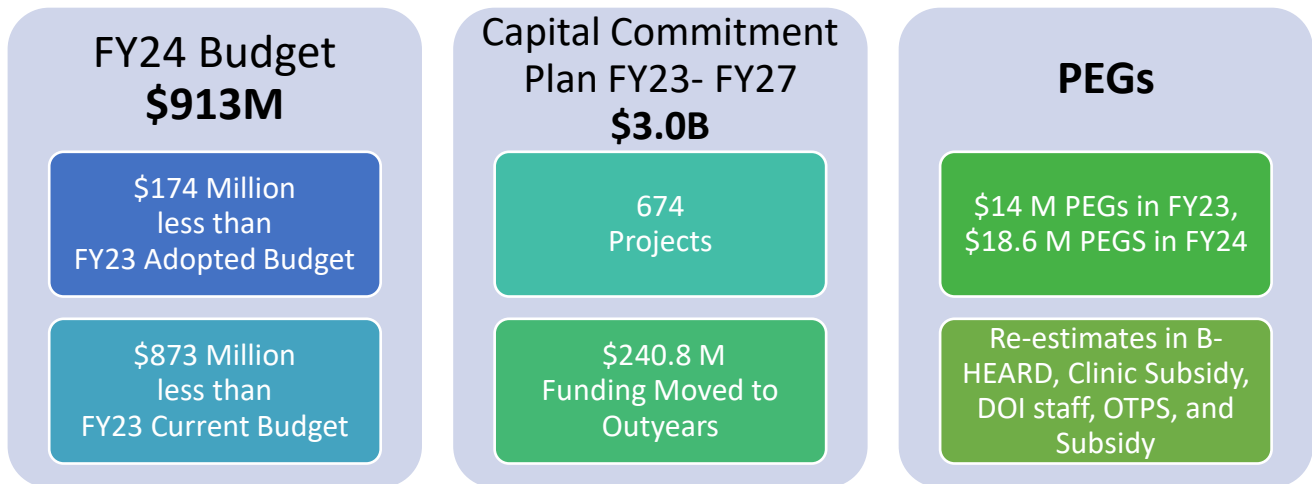 FY24 Budget
$913M
$174 Million
less than
FY23 Adopted Budget
$873 Million
less than
FY23 Current Budget
Capital Commitment
Plan FY23- FY27
$3.0B
674
Projects
$240.8 M
Funding Moved to
Outyears
PEGs
$14 M PEGs in FY23,
$18.6 M PEGS in FY24
Re-estimates in B-
HEARD, Clinic Subsidy,
DOI staff, OTPS, and
Subsidy